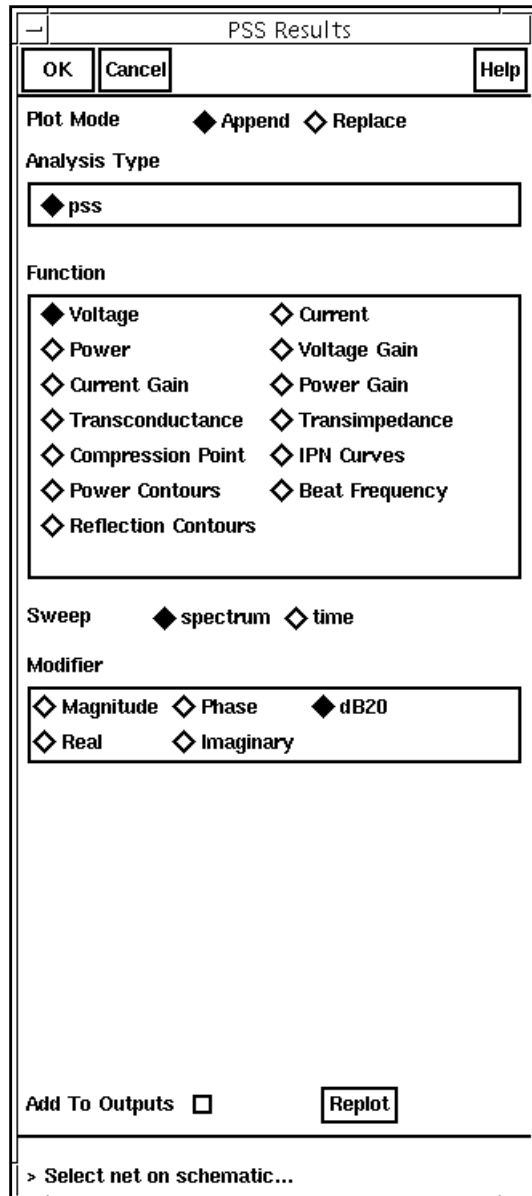 PSS Results
OK Cancel Help
Plot Mode Append Replace
Analysis Type
pss
Function
Voltage Current
Power Voltage Gain
Current Gain Power Gain
Transconductance Transimpedance
Compression Point IPN Curves
Power Contours Beat Frequency
Reflection Contours
Sweep spectrum time
Modifier
Magnitude Phase dB20
Real Imaginary
Add To Outputs Replot
> Select net on schematic...